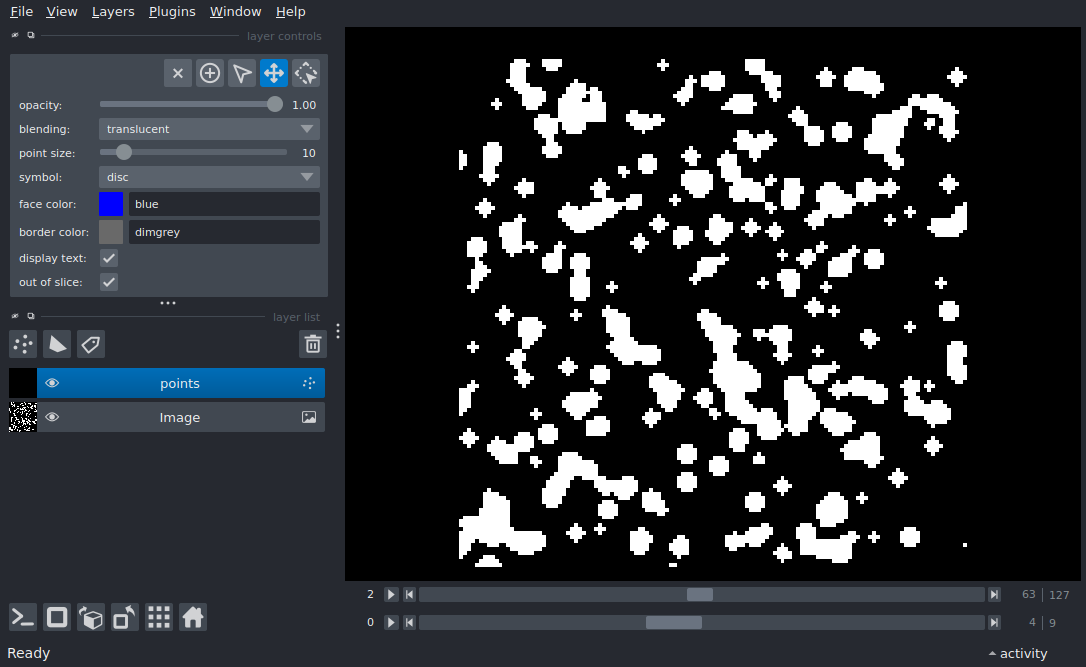 File View Layers Plugins Window Help
layer controls
opacity: 1.00
blending: translucent
point size: 10
symbol: disc
face color: blue
border color: dimgrey
display text:
out of slice:
layer list
points
Image
2 63 127
0 4 9
Ready activity